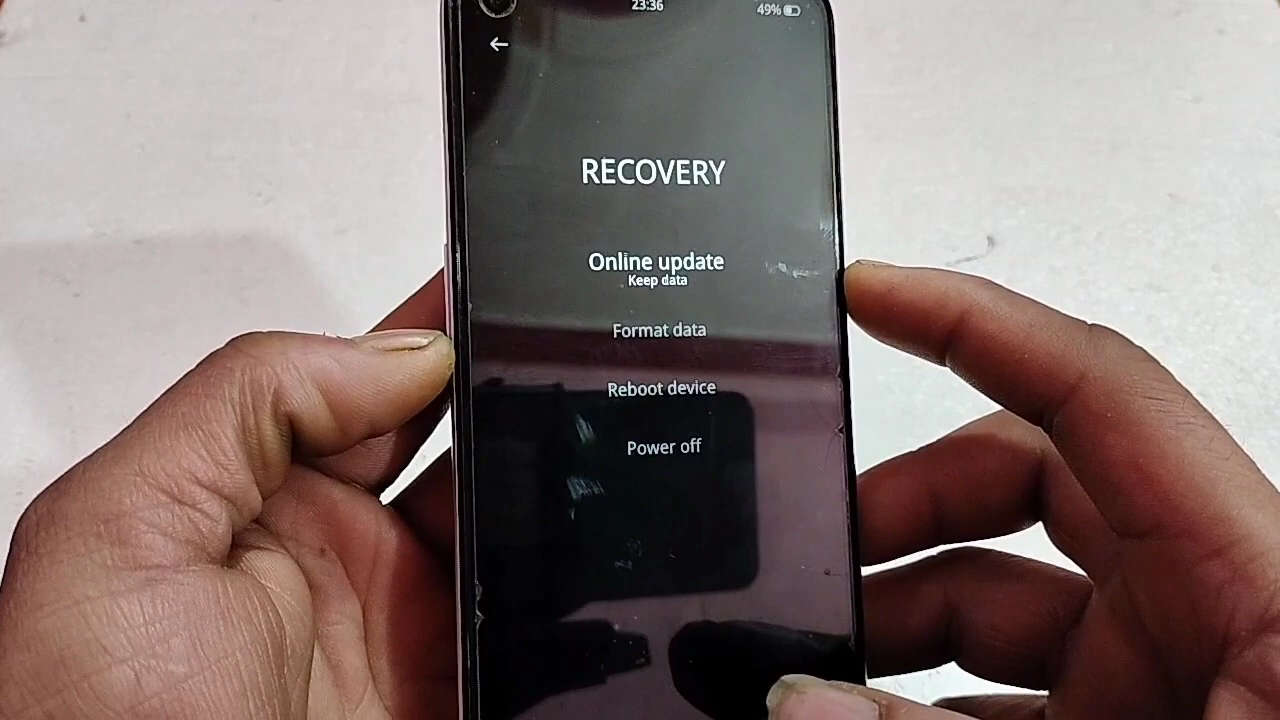 23:36
49%
RECOVERY
Online update
Keep data
Format data
Reboot device
Power off